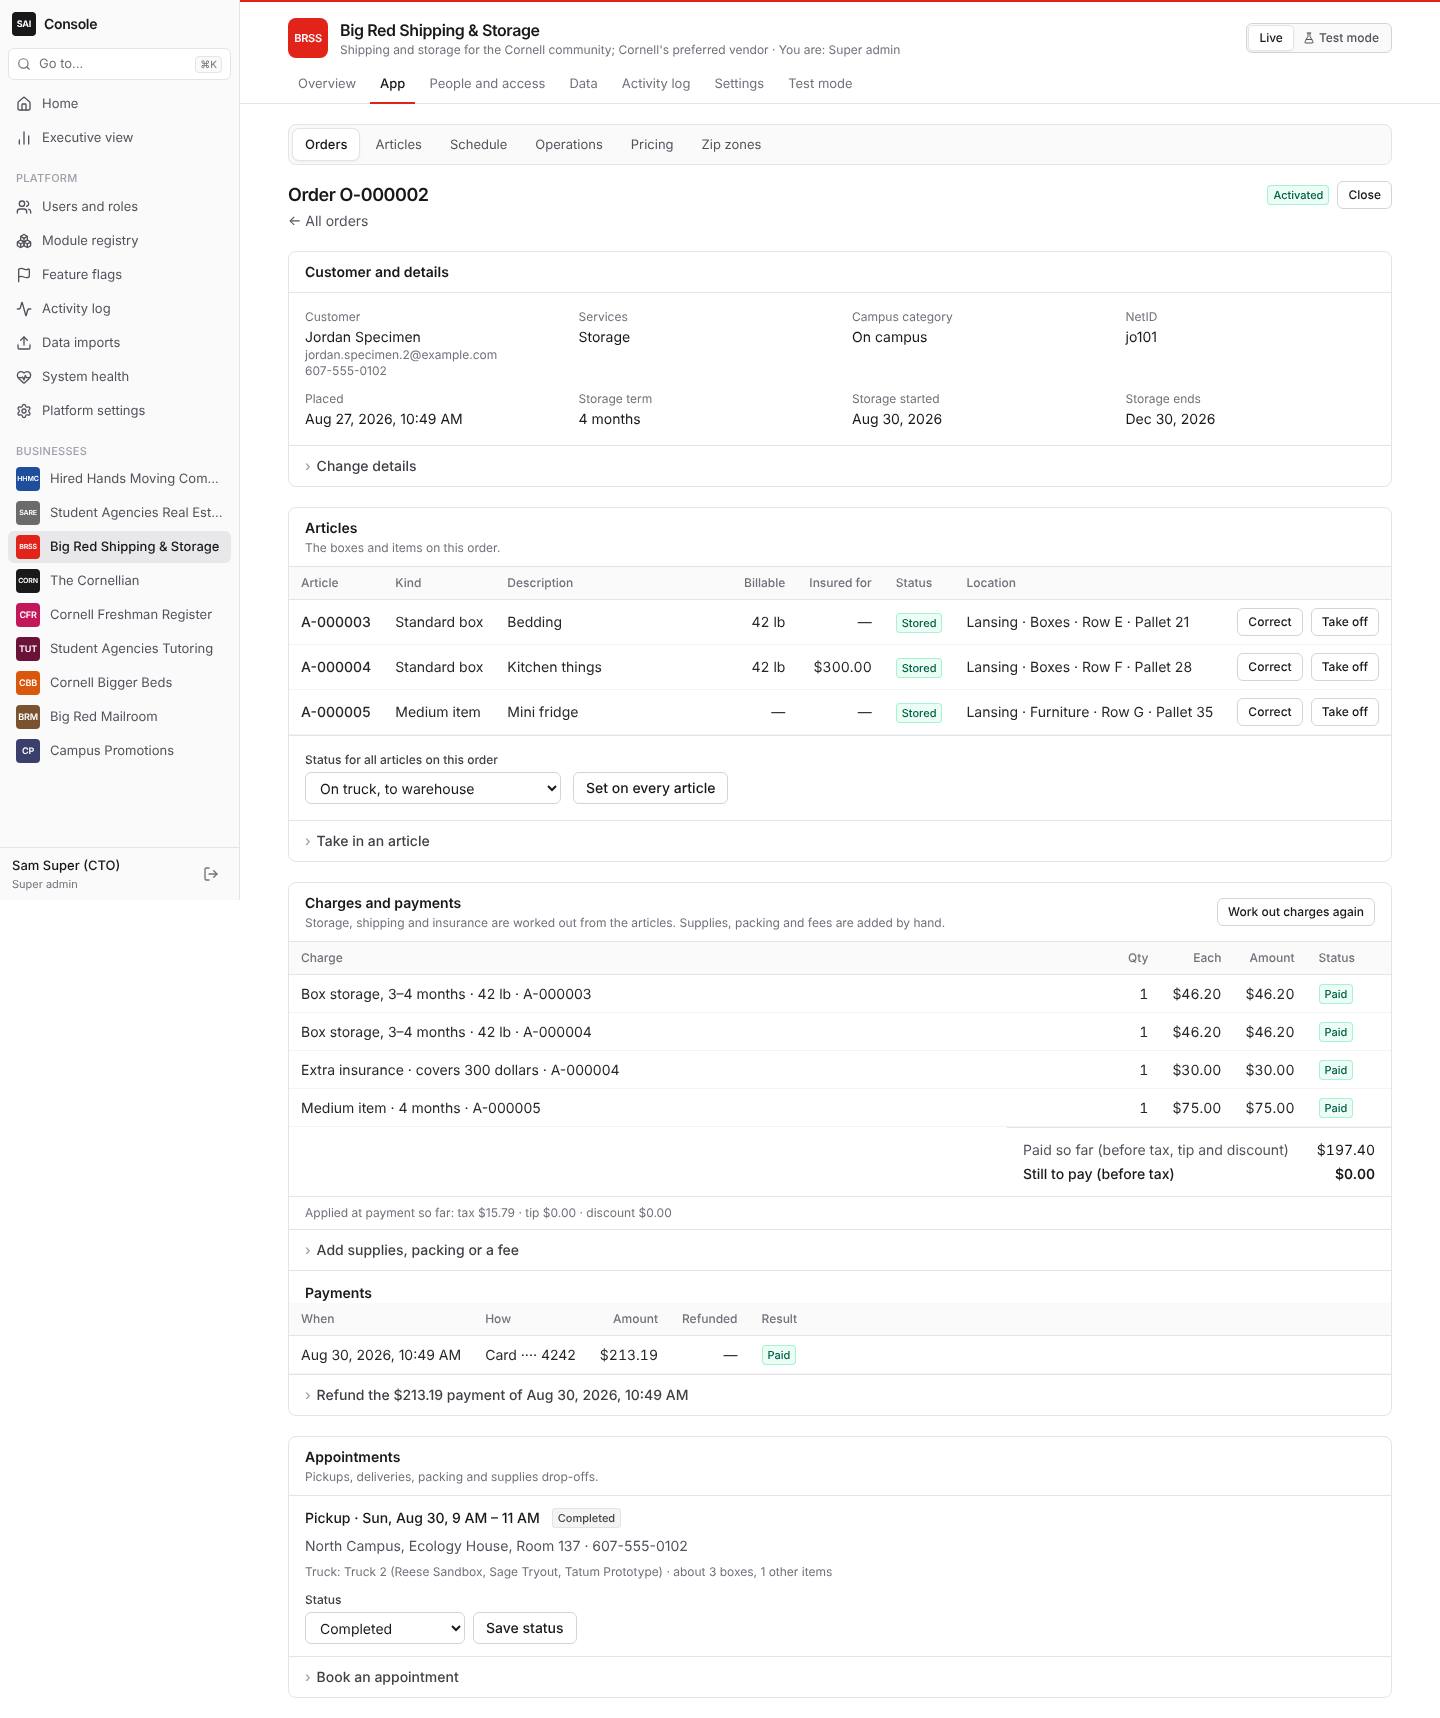 SAI Console
Go to... ⌘K
Home
Executive view
PLATFORM
Users and roles
Module registry
Feature flags
Activity log
Data imports
System health
Platform settings
BUSINESSES
HHMC Hired Hands Moving Com...
SARE Student Agencies Real Est...
BRSS Big Red Shipping & Storage
CORN The Cornellian
CFR Cornell Freshman Register
TUT Student Agencies Tutoring
CBB Cornell Bigger Beds
BRM Big Red Mailroom
CP Campus Promotions
Sam Super (CTO)
Super admin
BRSS Big Red Shipping & Storage
Shipping and storage for the Cornell community; Cornell's preferred vendor · You are: Super admin
Live Test mode
Overview App People and access Data Activity log Settings Test mode
Orders Articles Schedule Operations Pricing Zip zones
Order O-000002 Activated Close
← All orders
Customer and details
Customer Services Campus category NetID
Jordan Specimen Storage On campus jo101
jordan.specimen.2@example.com
607-555-0102
Placed Storage term Storage started Storage ends
Aug 27, 2026, 10:49 AM 4 months Aug 30, 2026 Dec 30, 2026
› Change details
Articles
The boxes and items on this order.
Article Kind Description Billable Insured for Status Location
A-000003 Standard box Bedding 42 lb — Stored Lansing · Boxes · Row E · Pallet 21 Correct Take off
A-000004 Standard box Kitchen things 42 lb $300.00 Stored Lansing · Boxes · Row F · Pallet 28 Correct Take off
A-000005 Medium item Mini fridge — — Stored Lansing · Furniture · Row G · Pallet 35 Correct Take off
Status for all articles on this order
On truck, to warehouse Set on every article
› Take in an article
Charges and payments
Storage, shipping and insurance are worked out from the articles. Supplies, packing and fees are added by hand.
Work out charges again
Charge Qty Each Amount Status
Box storage, 3–4 months · 42 lb · A-000003 1 $46.20 $46.20 Paid
Box storage, 3–4 months · 42 lb · A-000004 1 $46.20 $46.20 Paid
Extra insurance · covers 300 dollars · A-000004 1 $30.00 $30.00 Paid
Medium item · 4 months · A-000005 1 $75.00 $75.00 Paid
Paid so far (before tax, tip and discount) $197.40
Still to pay (before tax) $0.00
Applied at payment so far: tax $15.79 · tip $0.00 · discount $0.00
› Add supplies, packing or a fee
Payments
When How Amount Refunded Result
Aug 30, 2026, 10:49 AM Card ···· 4242 $213.19 — Paid
› Refund the $213.19 payment of Aug 30, 2026, 10:49 AM
Appointments
Pickups, deliveries, packing and supplies drop-offs.
Pickup · Sun, Aug 30, 9 AM – 11 AM Completed
North Campus, Ecology House, Room 137 · 607-555-0102
Truck: Truck 2 (Reese Sandbox, Sage Tryout, Tatum Prototype) · about 3 boxes, 1 other items
Status
Completed Save status
› Book an appointment